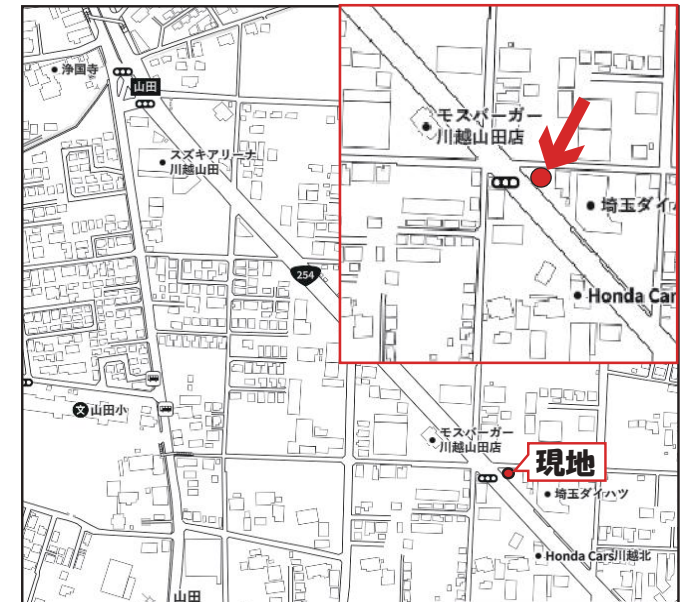 浄国寺
山田
スズキアリーナ
川越山田
254
文 山田小
モスバーガー
川越山田店
埼玉ダイハ
Honda Car
モスバーガー
川越山田店
現地
埼玉ダイハツ
Honda Cars川越北
山田